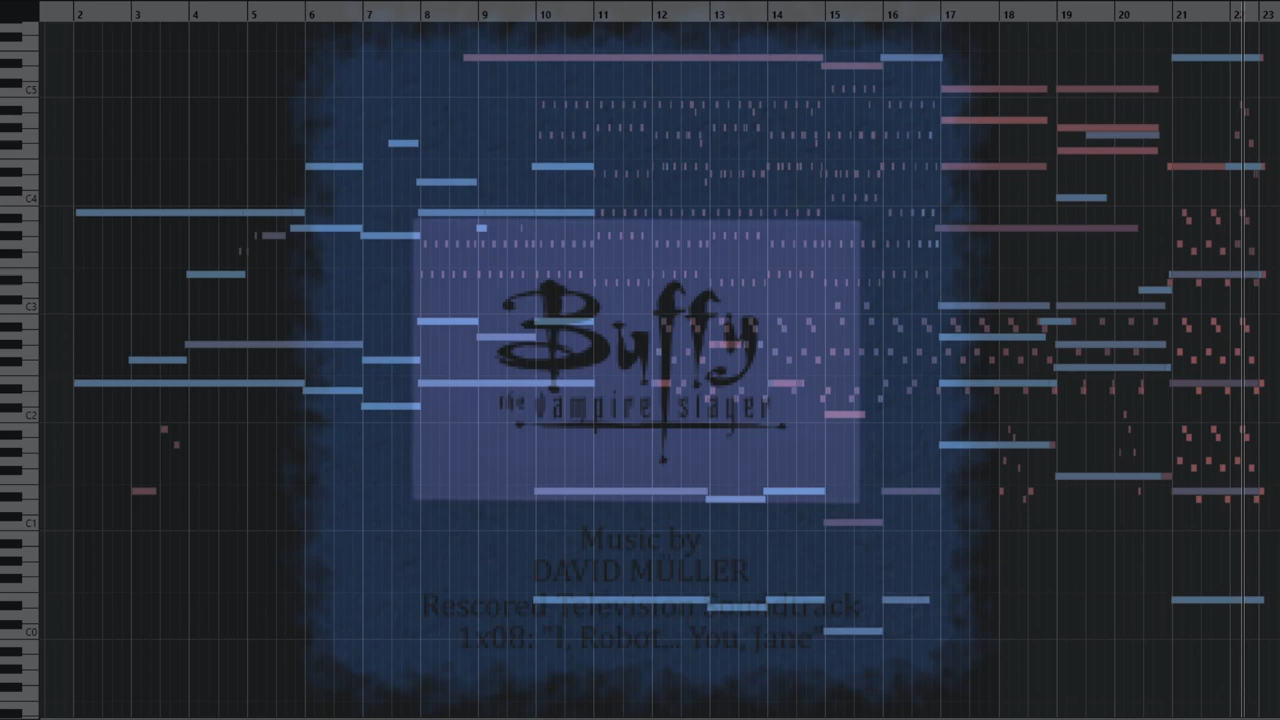 2 3 4 5 6 7 8 9 10 11 12 13 14 15 16 17 18 19 20 21 22 23
C5
C4
C3
Buffy
the vampire slayer
C2
C1
Music by
DAVID MÜLLER
Rescored Television Soundtrack
C0
1x08: "I, Robot... You, Jane"